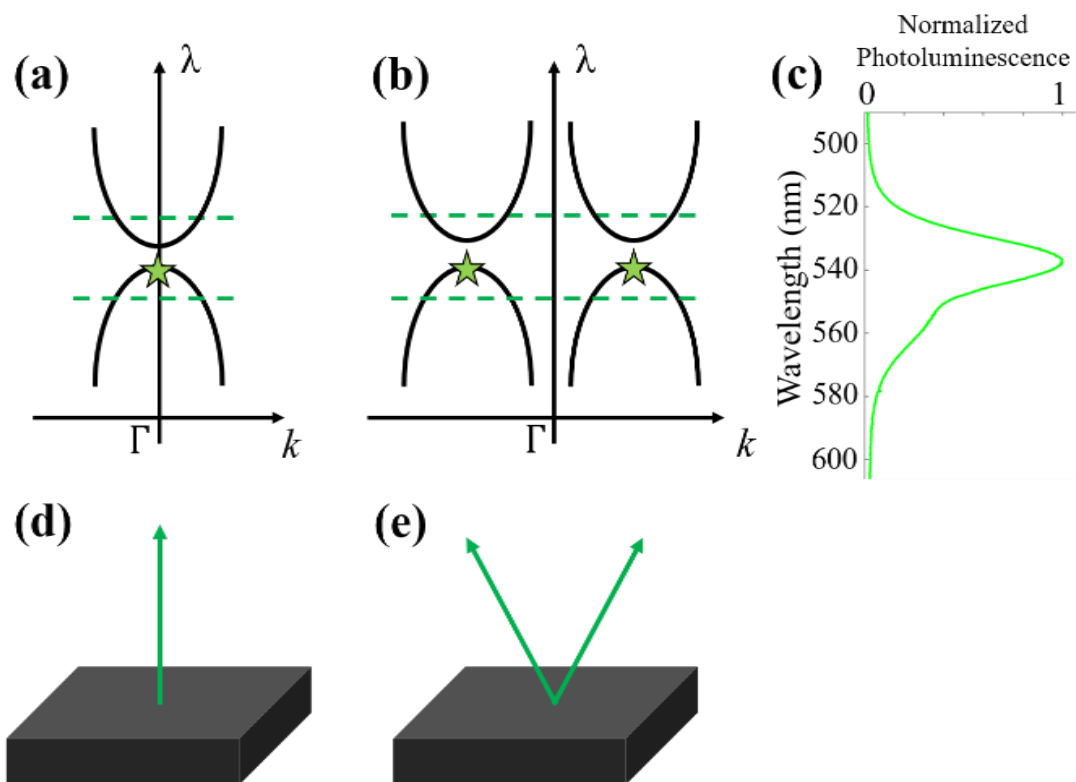 (a)
λ
Γ
k
(b)
λ
Γ
k
(c)
Normalized
Photoluminescence
0 1
Wavelength (nm)
500
520
540
560
580
600
(d)
(e)